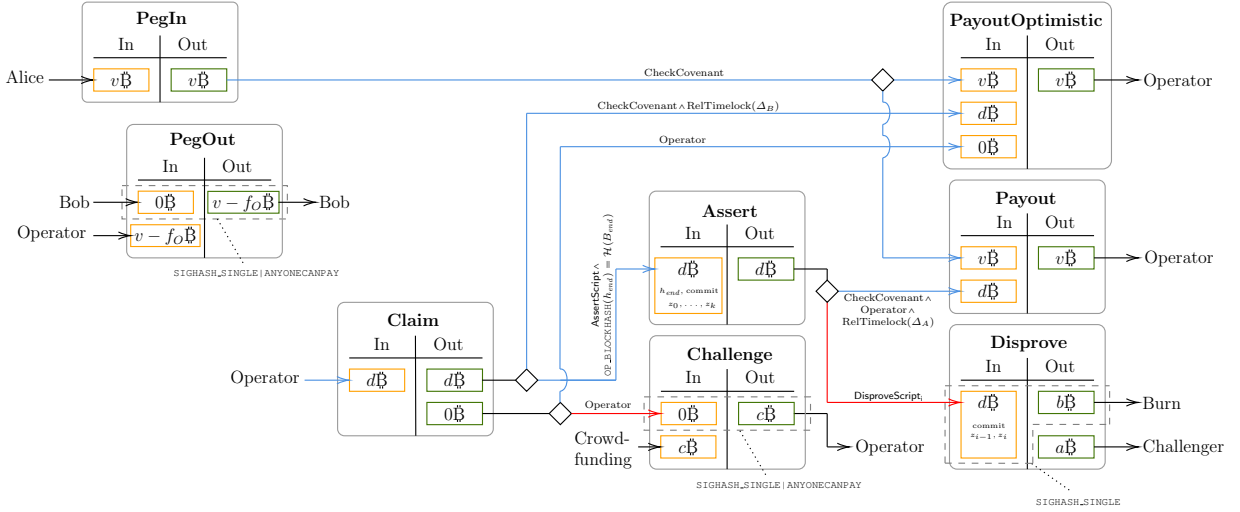 PegIn
In Out
Alice
v₿ v₿
CheckCovenant
PayoutOptimistic
In Out
v₿ v₿
Operator
d₿
0₿
CheckCovenant∧RelTimelock(Δ_B)
Operator
PegOut
In Out
Bob
0₿ v − f_O₿
Bob
Operator
v − f_O₿
SIGHASH_SINGLE|ANYONECANPAY
Assert
In Out
d₿ d₿
h_end, commit
z_0, . . . , z_k
AssertScript∧
OP_BLOCKHASH(h_end) = H(B_end)
Payout
In Out
v₿ v₿
Operator
d₿
CheckCovenant∧
Operator∧
RelTimelock(Δ_A)
Claim
In Out
Operator
d₿ d₿
0₿
Challenge
In Out
Operator
0₿ c₿
Crowd-
funding
c₿
Operator
SIGHASH_SINGLE|ANYONECANPAY
Disprove
In Out
DisproveScript_i
d₿ b₿
Burn
commit
z_{i−1}, z_i
a₿
Challenger
SIGHASH_SINGLE